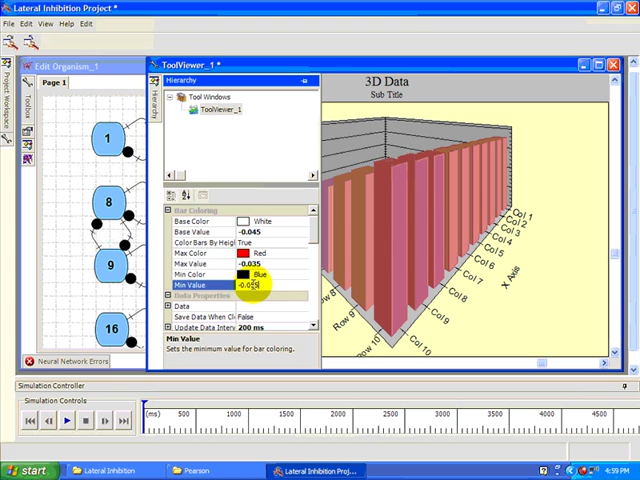 Lateral Inhibition Project *
File Edit View Help Edit
Edit Organism_1
ToolViewer_1 *
Project Workspace
Toolbox
Page 1
Hierarchy
Hierarchy
Tool Windows
ToolViewer_1
1
8
9
16
Bar Coloring
Base Color White
Base Value -0.045
Color Bars By Heigh True
Max Color Red
Max Value -0.035
Min Color Blue
Min Value
Data Properties
Data
Save Data When Cl False
Update Data Interv 200 ms
Min Value
Sets the minimum value for bar coloring.
3D Data
Sub Title
Col 1
Col 2
Col 3
Col 4
Col 5
Col 6
Col 7
Col 8
Col 9
Col 10
X Axis
Row 8
Row 9
Row 10
Neural Network Errors
Simulation Controller
Simulation Controls
(ms) 500 1000 1500 2000 2500 3000 3500 4000 4500
start
Lateral Inhibition
Pearson
Lateral Inhibition Proj...
4:59 PM